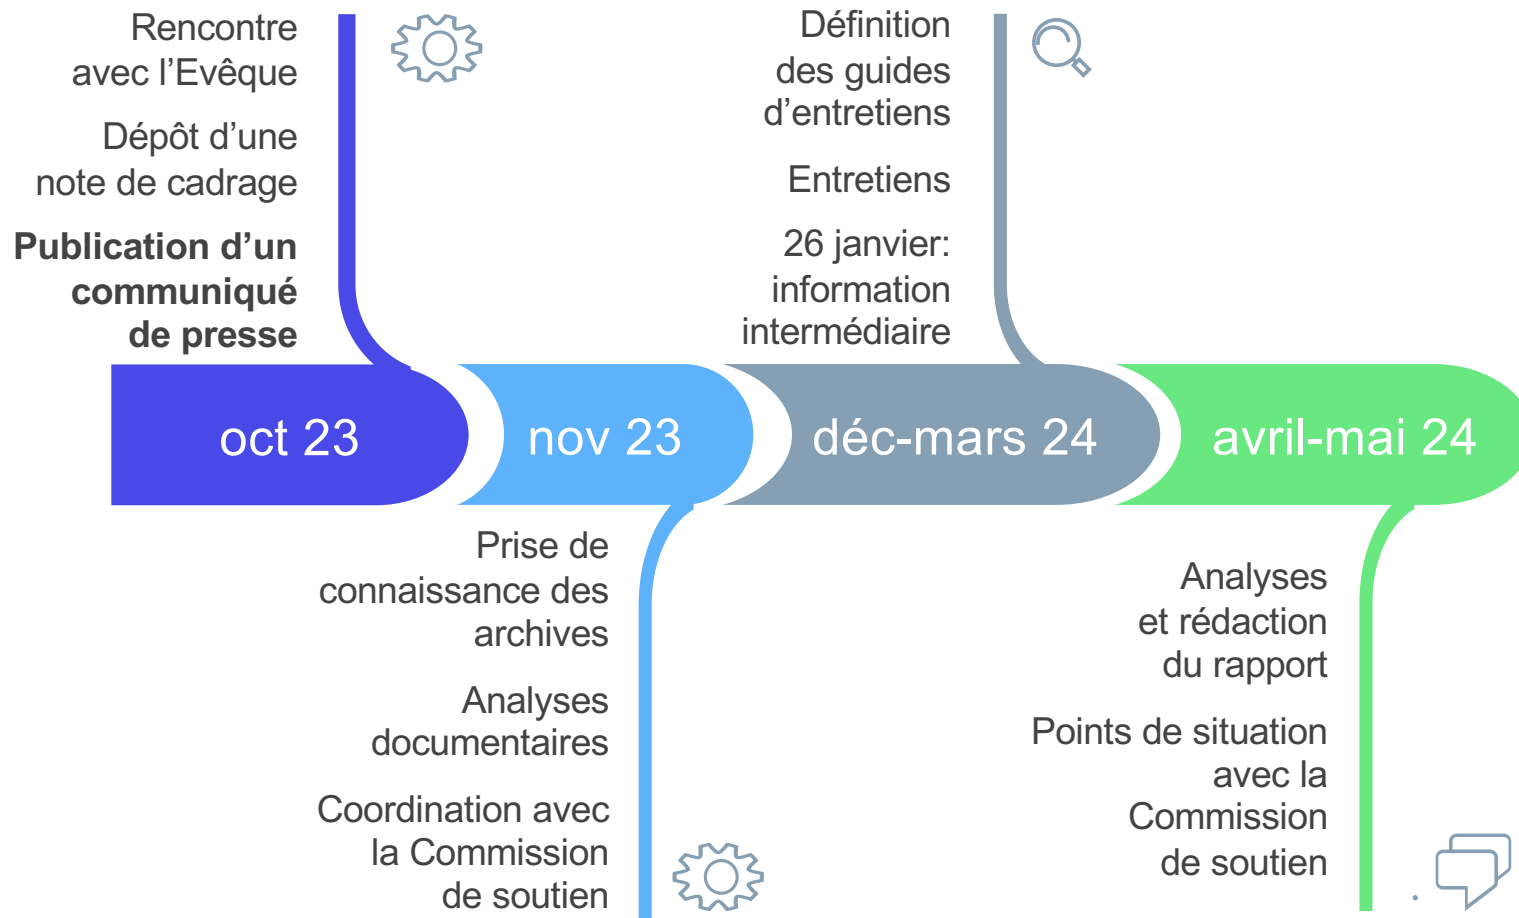 Rencontre
avec l’Evêque
Dépôt d’une
note de cadrage
Publication d’un
communiqué
de presse
Définition
des guides
d’entretiens
Entretiens
26 janvier:
information
intermédiaire
oct 23
nov 23
déc-mars 24
avril-mai 24
Prise de
connaissance des
archives
Analyses
documentaires
Coordination avec
la Commission
de soutien
Analyses
et rédaction
du rapport
Points de situation
avec la
Commission
de soutien
.